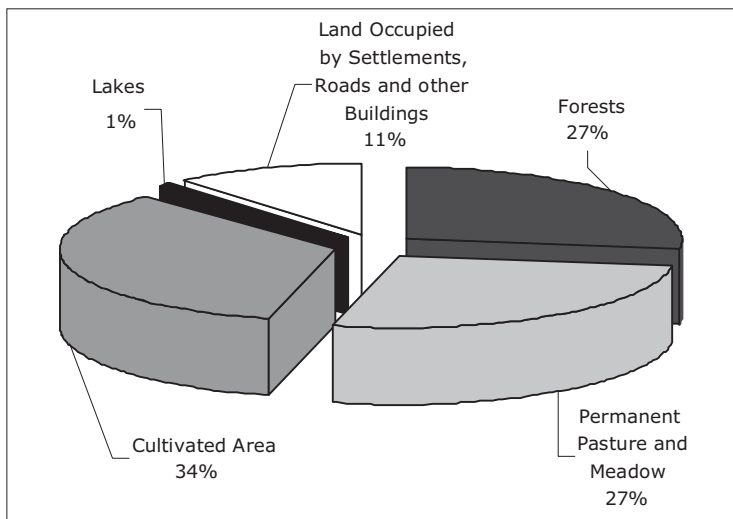 Land Occupied
by Settlements,
Roads and other
Buildings
11%
Lakes
1%
Forests
27%
Cultivated Area
34%
Permanent
Pasture and
Meadow
27%